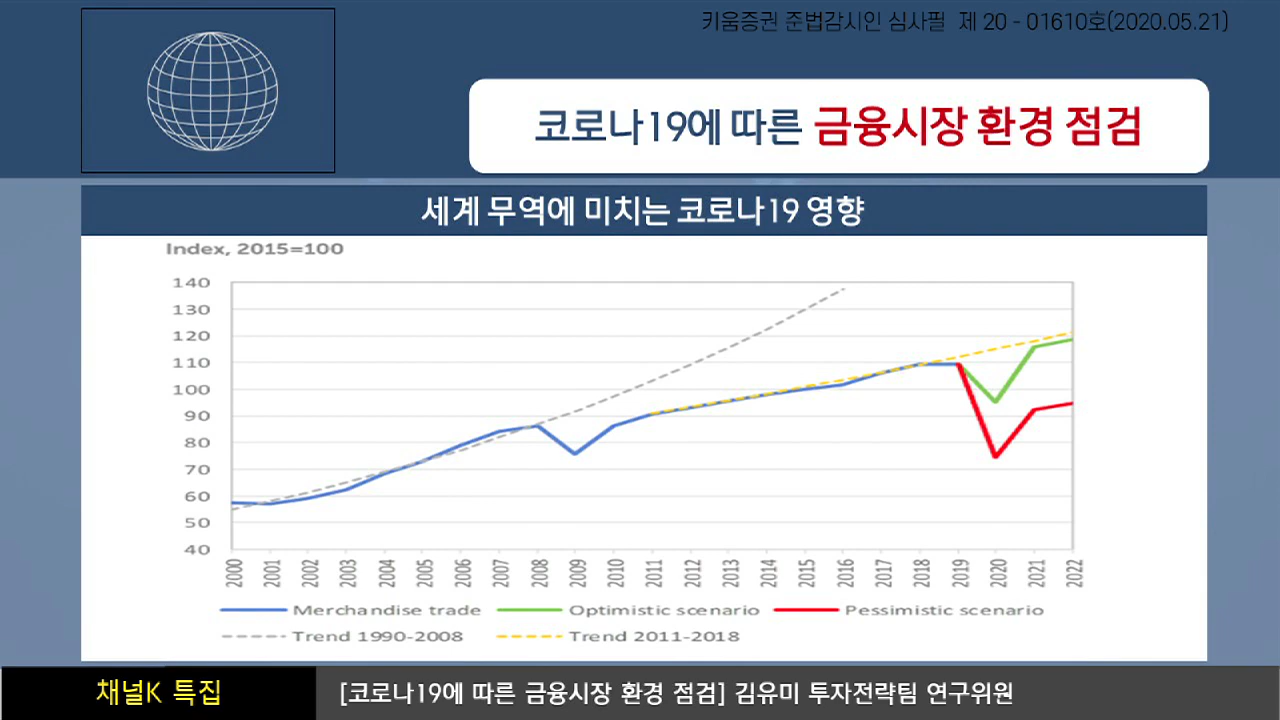 키움증권 준법감시인 심사필 제 20 - 01610호(2020.05.21)
코로나19에 따른 금융시장 환경 점검
세계 무역에 미치는 코로나19 영향
Index, 2015=100
140
130
120
110
100
90
80
70
60
50
40
2000 2001 2002 2003 2004 2005 2006 2007 2008 2009 2010 2011 2012 2013 2014 2015 2016 2017 2018 2019 2020 2021 2022
Merchandise trade Optimistic scenario Pessimistic scenario
Trend 1990-2008 Trend 2011-2018
채널K 특집
[코로나19에 따른 금융시장 환경 점검] 김유미 투자전략팀 연구위원